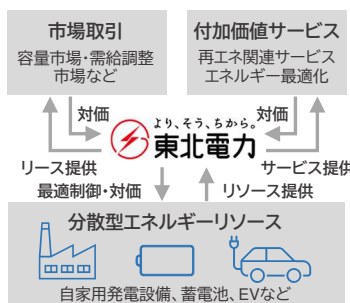 市場取引
容量市場・需給調整
市場など
付加価値サービス
再エネ関連サービス
エネルギー最適化
対価
対価
より、そう、ちから。
東北電力
リース提供
サービス提供
最適制御・対価
リソース提供
分散型エネルギーリソース
自家用発電設備、蓄電池、EVなど